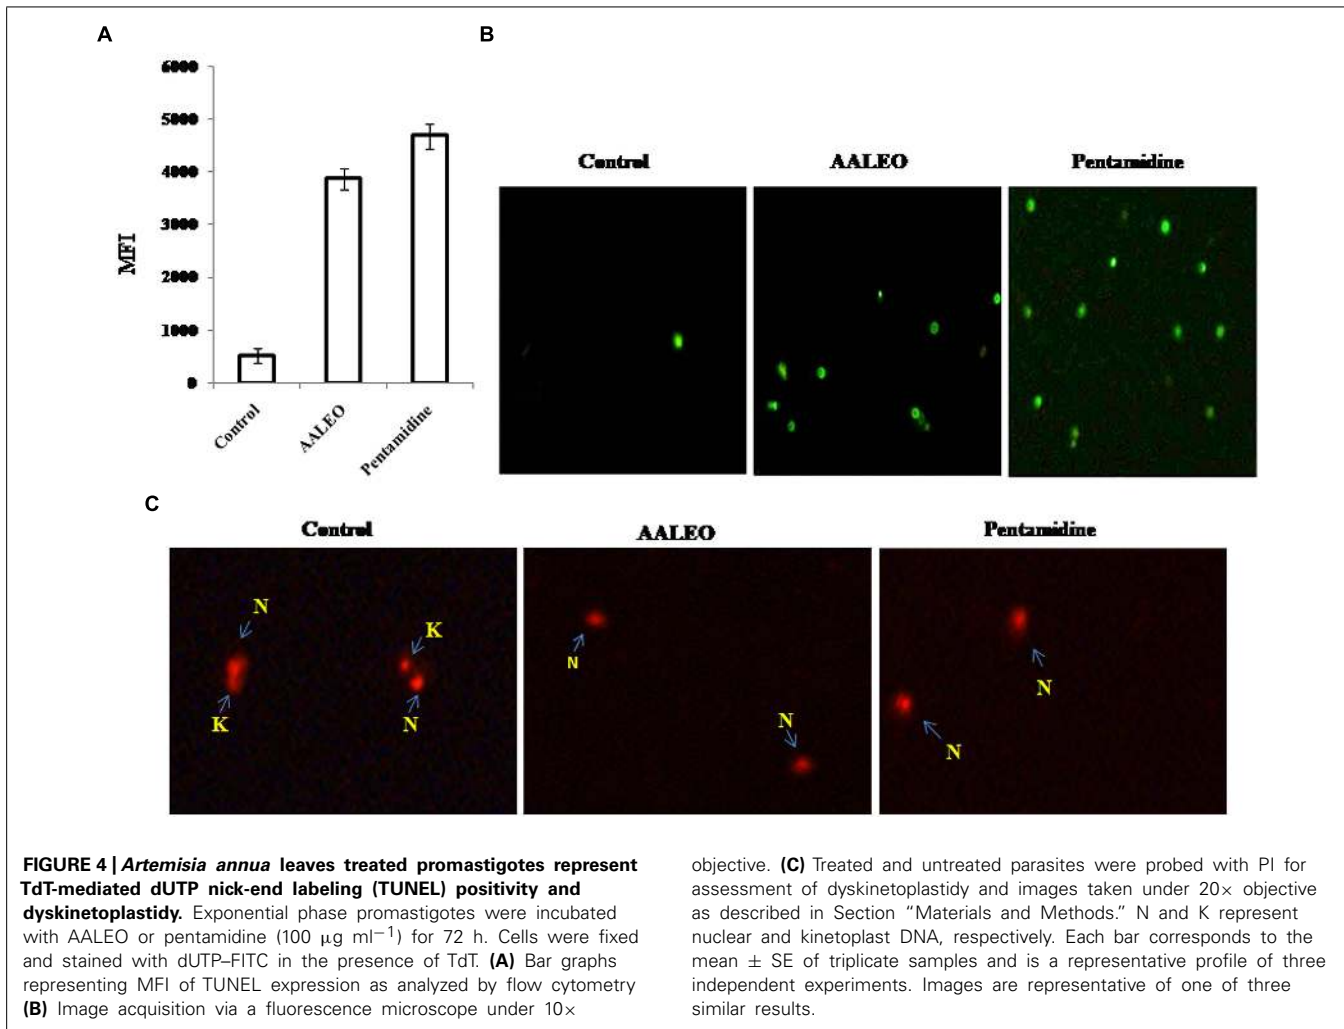 A
B
6000
5000
4000
3000
2000
1000
0
MFI
Control
AALEO
Pentamidine
Control
AALEO
Pentamidine
C
Control
AALEO
Pentamidine
N
K
K
N
N
N
N
N
FIGURE 4 | Artemisia annua leaves treated promastigotes represent
TdT-mediated dUTP nick-end labeling (TUNEL) positivity and
dyskinetoplastidy. Exponential phase promastigotes were incubated
with AALEO or pentamidine (100 μg ml⁻¹) for 72 h. Cells were fixed
and stained with dUTP–FITC in the presence of TdT. (A) Bar graphs
representing MFI of TUNEL expression as analyzed by flow cytometry
(B) Image acquisition via a fluorescence microscope under 10×
objective. (C) Treated and untreated parasites were probed with PI for
assessment of dyskinetoplastidy and images taken under 20× objective
as described in Section “Materials and Methods.” N and K represent
nuclear and kinetoplast DNA, respectively. Each bar corresponds to the
mean ± SE of triplicate samples and is a representative profile of three
independent experiments. Images are representative of one of three
similar results.